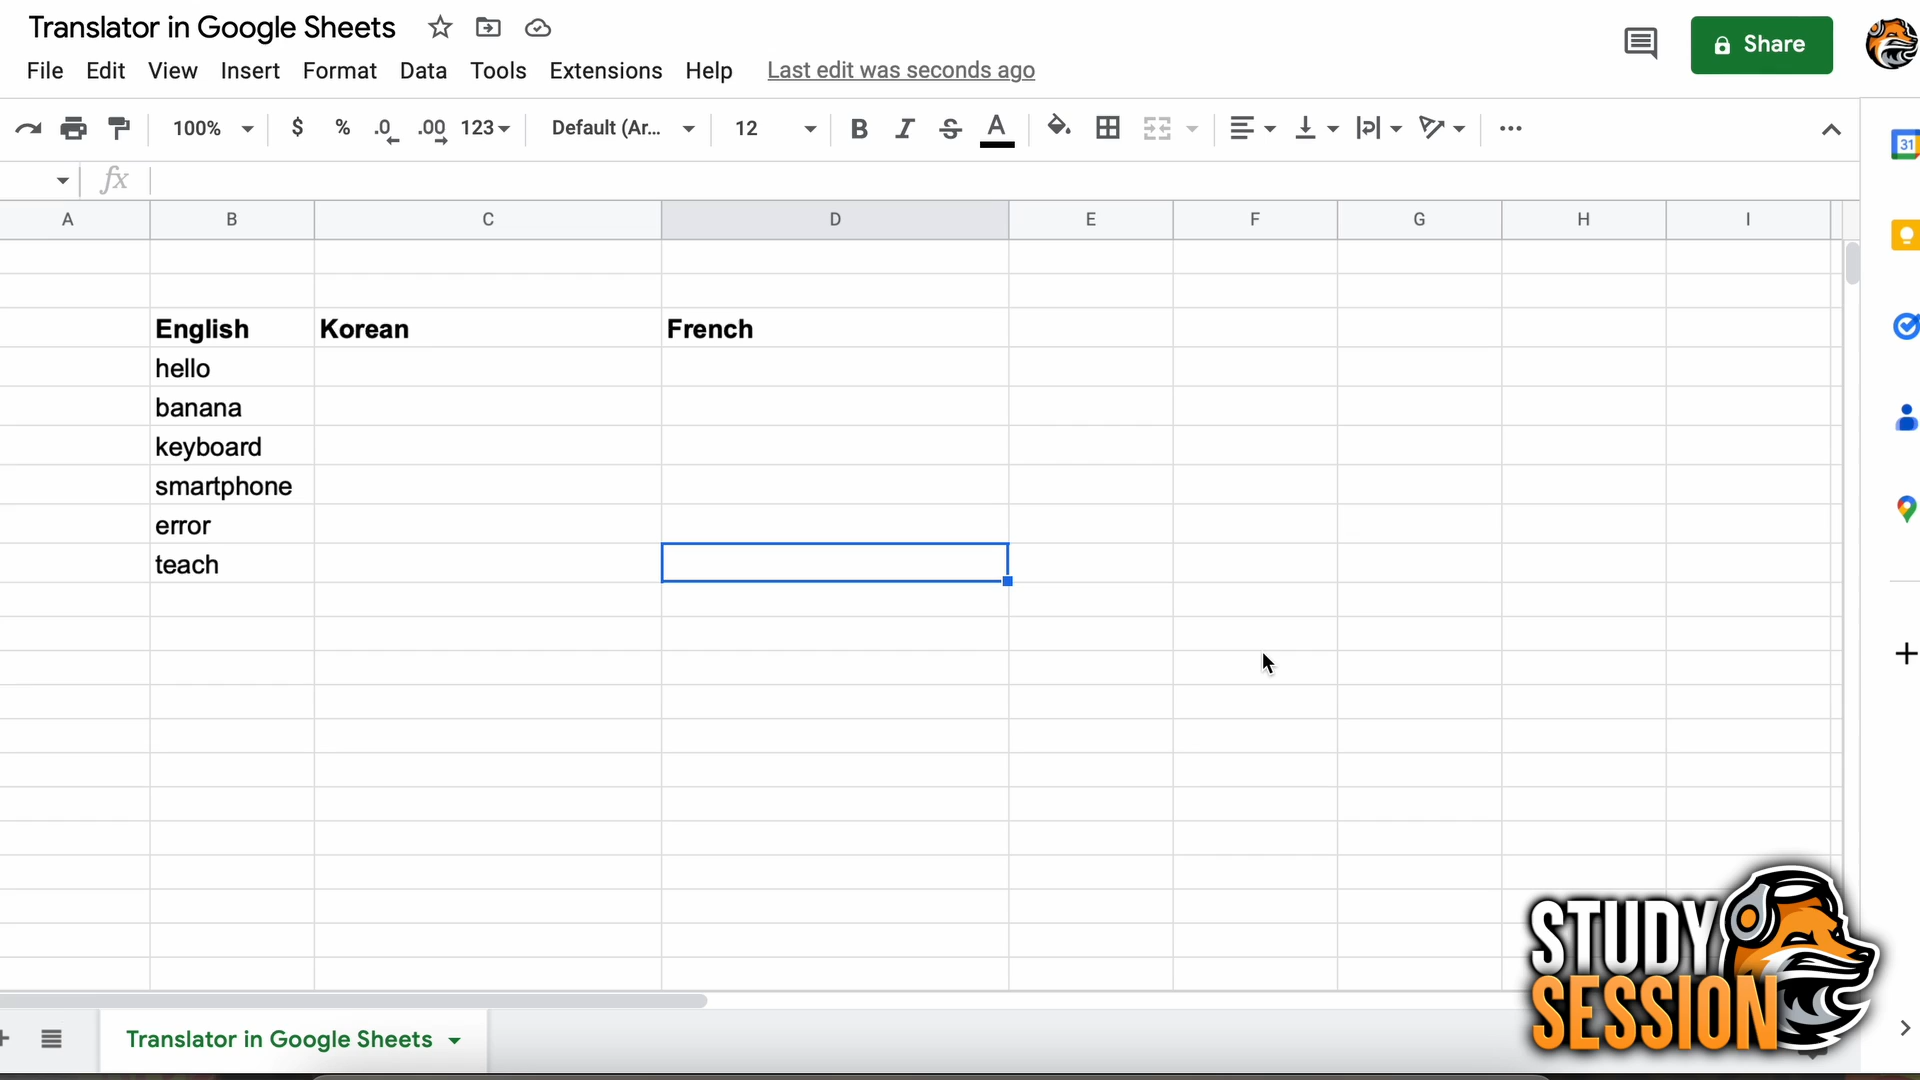 Translator in Google Sheets
File Edit View Insert Format Data Tools Extensions Help Last edit was seconds ago
Share
100% $ % .0 .00 123 Default (Ar... 12 B I S A
31
fx
A B C D E F G H I
English Korean French
hello
banana
keyboard
smartphone
error
teach
STUDY
SESSION
Translator in Google Sheets